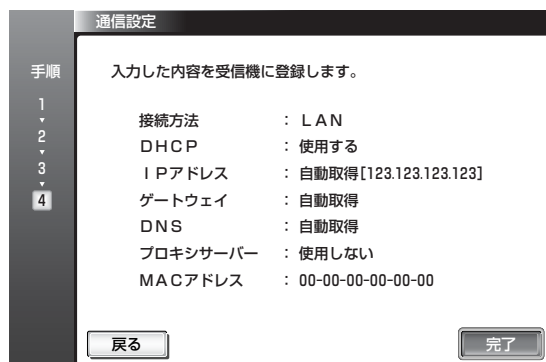 通信設定
手順
1
2
3
4
入力した内容を受信機に登録します。
接続方法 : LAN
DHCP : 使用する
IPアドレス : 自動取得[123.123.123.123]
ゲートウェイ : 自動取得
DNS : 自動取得
プロキシサーバー : 使用しない
MACアドレス : 00-00-00-00-00-00
戻る
完了